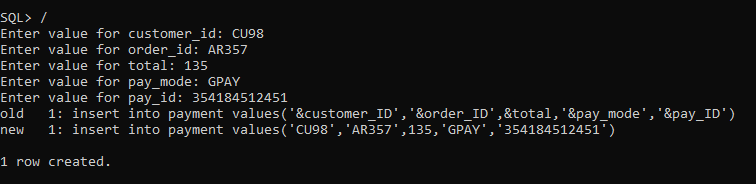 SQL> /
Enter value for customer_id: CU98
Enter value for order_id: AR357
Enter value for total: 135
Enter value for pay_mode: GPAY
Enter value for pay_id: 354184512451
old   1: insert into payment values('&customer_ID','&order_ID',&total,'&pay_mode','&pay_ID')
new   1: insert into payment values('CU98','AR357',135,'GPAY','354184512451')
1 row created.